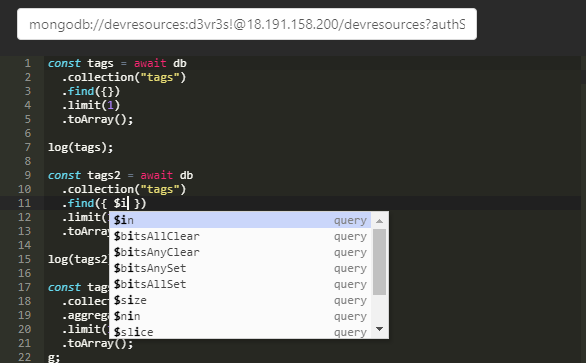 mongodb://devresources:d3vr3s!@18.191.158.200/devresources?authS
1 const tags = await db
2 .collection("tags")
3 .find({})
4 .limit(1)
5 .toArray();
6
7 log(tags);
8
9 const tags2 = await db
10 .collection("tags")
11 .find({ $i })
12 .limit(
$in query
13 .toArra
$bitsAllClear query
14
$bitsAnyClear query
15 log(tags2
$bitsAnySet query
16
$bitsAllSet query
17 const tags
$size query
18 .collect
$nin query
19 .aggrega
$slice query
20 .limit(
21 .toArray();
22 g;